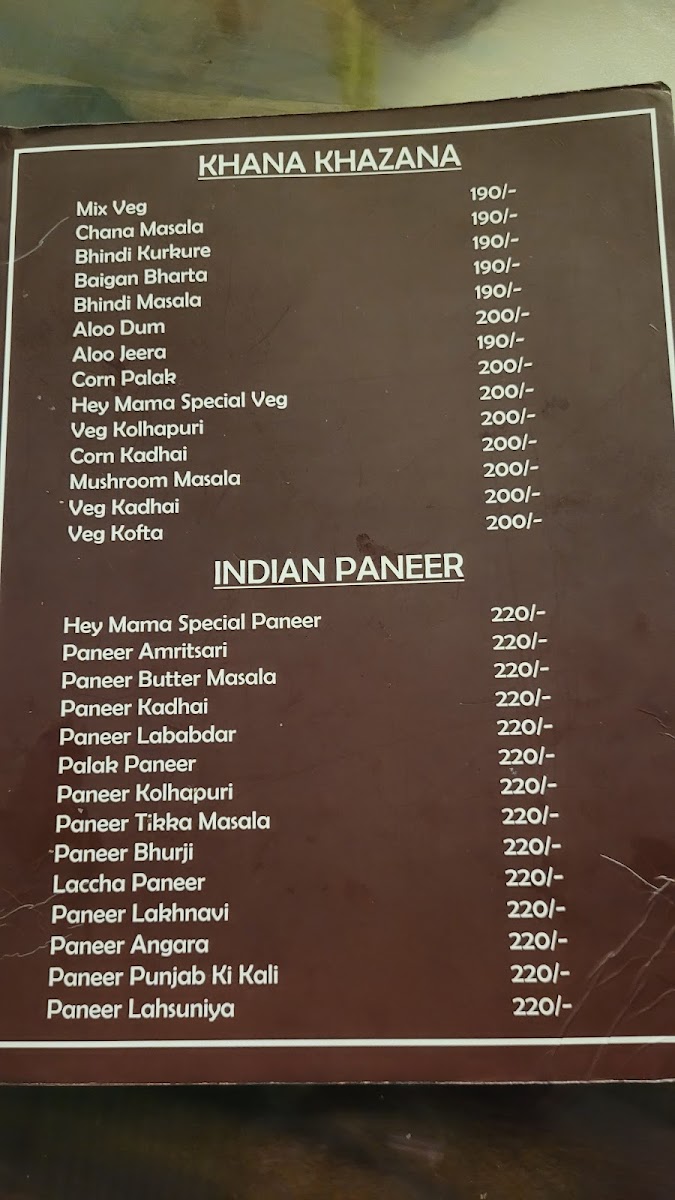 KHANA KHAZANA
Mix Veg 190/-
Chana Masala 190/-
Bhindi Kurkure 190/-
Baigan Bharta 190/-
Bhindi Masala 190/-
Aloo Dum 200/-
Aloo Jeera 190/-
Corn Palak 200/-
Hey Mama Special Veg 200/-
Veg Kolhapuri 200/-
Corn Kadhai 200/-
Mushroom Masala 200/-
Veg Kadhai 200/-
Veg Kofta 200/-
INDIAN PANEER
Hey Mama Special Paneer 220/-
Paneer Amritsari 220/-
Paneer Butter Masala 220/-
Paneer Kadhai 220/-
Paneer Lababdar 220/-
Palak Paneer 220/-
Paneer Kolhapuri 220/-
Paneer Tikka Masala 220/-
Paneer Bhurji 220/-
Laccha Paneer 220/-
Paneer Lakhnavi 220/-
Paneer Angara 220/-
Paneer Punjab Ki Kali 220/-
Paneer Lahsuniya 220/-